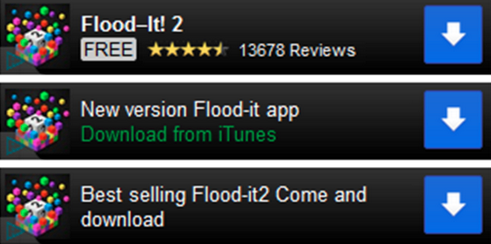 Flood–It! 2
FREE 13678 Reviews
New version Flood-it app
Download from iTunes
Best selling Flood-it2 Come and
download